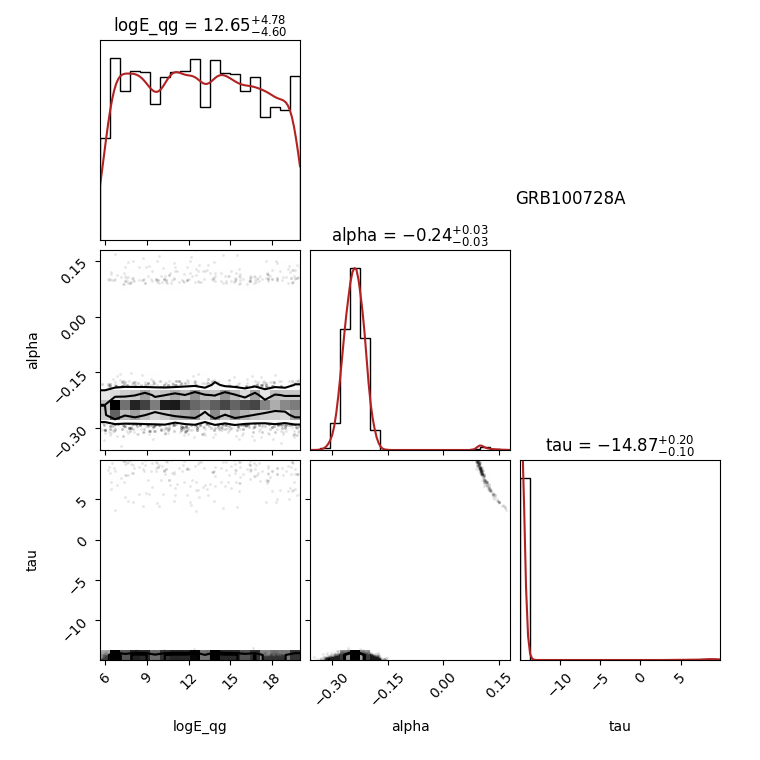 logE_qg = 12.65^{+4.78}_{-4.60}
GRB100728A
alpha = −0.24^{+0.03}_{-0.03}
0.15
0.00
−0.15
−0.30
alpha
tau = −14.87^{+0.20}_{-0.10}
5
0
−5
−10
tau
6 9 12 15 18
−0.30 −0.15 0.00 0.15
−10 −5 0 5
logE_qg alpha tau